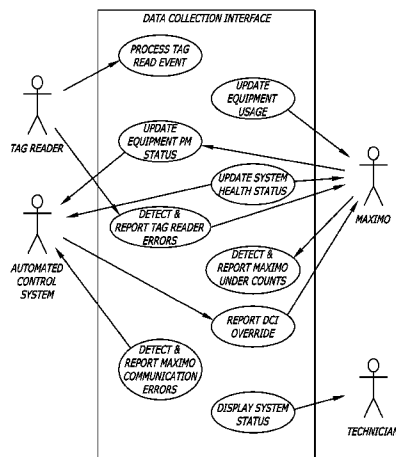 DATA COLLECTION INTERFACE
PROCESS TAG
READ EVENT
UPDATE
EQUIPMENT
USAGE
TAG READER
UPDATE
EQUIPMENT PM
STATUS
UPDATE SYSTEM
HEALTH STATUS
MAXIMO
DETECT &
REPORT TAG READER
ERRORS
AUTOMATED
CONTROL
SYSTEM
DETECT &
REPORT MAXIMO
UNDER COUNTS
REPORT DCI
OVERRIDE
DETECT &
REPORT MAXIMO
COMMUNICATION
ERRORS
DISPLAY SYSTEM
STATUS
TECHNICIAN